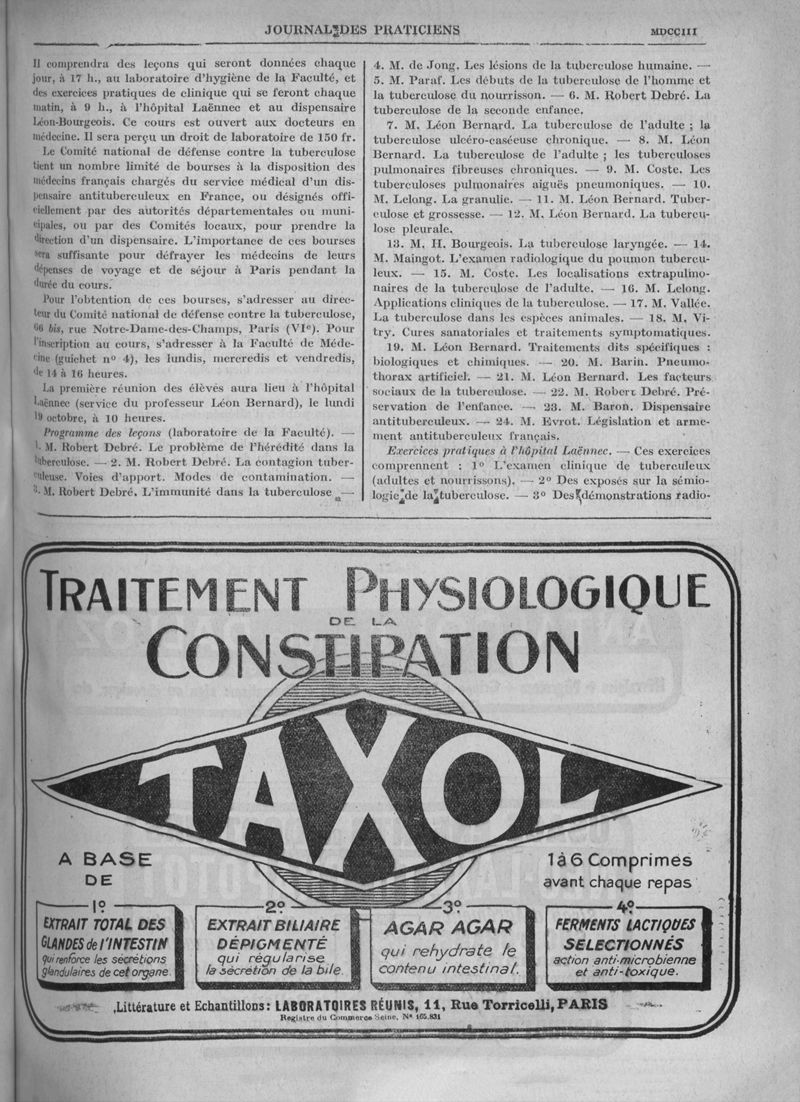 JOURNAL DES PRATICIENS
MDCCIII
Il comprendra des leçons qui seront données chaque
jour, à 17 h., au laboratoire d'hygiène de la Faculté, et
des exercices pratiques de clinique qui se feront chaque
matin, à 9 h., à l'hôpital Laënnec et au dispensaire
Léon-Bourgeois. Ce cours est ouvert aux docteurs en
médecine. Il sera perçu un droit de laboratoire de 150 fr.
Le Comité national de défense contre la tuberculose
tient un nombre limité de bourses à la disposition des
médecins français chargés du service médical d'un dis-
pensaire antituberculeux en France, ou désignés offi-
ciellement par des autorités départementales ou muni-
cipales, ou par des Comités locaux, pour prendre la
direction d'un dispensaire. L'importance de ces bourses
sera suffisante pour défrayer les médecins de leurs
dépenses de voyage et de séjour à Paris pendant la
durée du cours.
Pour l'obtention de ces bourses, s'adresser au direc-
teur du Comité national de défense contre la tuberculose,
66 bis, rue Notre-Dame-des-Champs, Paris (VIe). Pour
l'inscription au cours, s'adresser à la Faculté de Méde-
cine (guichet no 4), les lundis, mercredis et vendredis,
de 14 à 16 heures.
La première réunion des élèves aura lieu à l'hôpital
Laënnec (service du professeur Léon Bernard), le lundi
19 octobre, à 10 heures.
Programme des leçons (laboratoire de la Faculté). —
1. M. Robert Debré. Le problème de l'hérédité dans la
tuberculose. — 2. M. Robert Debré. La contagion tuber-
culeuse. Voies d'apport. Modes de contamination. —
3. M. Robert Debré. L'immunité dans la tuberculose —
4. M. de Jong. Les lésions de la tuberculose humaine. —
5. M. Paraf. Les débuts de la tuberculose de l'homme et
la tuberculose du nourrisson. — 6. M. Robert Debré. La
tuberculose de la seconde enfance.
7. M. Léon Bernard. La tuberculose de l'adulte ; la
tuberculose ulcéro-caséeuse chronique. — 8. M. Léon
Bernard. La tuberculose de l'adulte ; les tuberculoses
pulmonaires fibreuses chroniques. — 9. M. Coste. Les
tuberculoses pulmonaires aiguës pneumoniques. — 10.
M. Lelong. La granulie. — 11. M. Léon Bernard. Tuber-
culose et grossesse. — 12. M. Léon Bernard. La tubercu-
lose pleurale.
13. M. H. Bourgeois. La tuberculose laryngée. — 14.
M. Maingot. L'examen radiologique du poumon tubercu-
leux. — 15. M. Coste. Les localisations extrapulmo-
naires de la tuberculose de l'adulte. — 16. M. Lelong.
Applications cliniques de la tuberculose. — 17. M. Vallée.
La tuberculose dans les espèces animales. — 18. M. Vi-
try. Cures sanatoriales et traitements symptomatiques.
19. M. Léon Bernard. Traitements dits spécifiques :
biologiques et chimiques. — 20. M. Barin. Pneumo-
thorax artificiel. — 21. M. Léon Bernard. Les facteurs
sociaux de la tuberculose. — 22. M. Robert Debré. Pré-
servation de l'enfance. — 23. M. Baron. Dispensaire
antituberculeux. — 24. M. Evrot. Législation et arme-
ment antituberculeux français.
Exercices pratiques à l'hôpital Laënnec. — Ces exercices
comprennent : 1o L'examen clinique de tuberculeux
(adultes et nourrissons). — 2o Des exposés sur la sémio-
logie de la tuberculose. — 3o Des démonstrations radio-
TRAITEMENT PHYSIOLOGIQUE
DE LA
CONSTIPATION
TAXOL
A BASE
DE
1 à 6 Comprimés
avant chaque repas
1º
EXTRAIT TOTAL DES
GLANDES de l'INTESTIN
qui renforce les sécrétions
glandulaires de cet organe.
2º
EXTRAIT BILIAIRE
DÉPIGMENTÉ
qui régularise
la sécrétion de la bile.
3º
AGAR AGAR
qui rehydrate le
contenu intestinal.
4º
FERMENTS LACTIQUES
SELECTIONNÉS
action anti-microbienne
et anti-toxique.
Littérature et Echantillons: LABORATOIRES RÉUNIS, 11, Rue Torricelli, PARIS
Registre du Commerce Seine, Nº 165.831